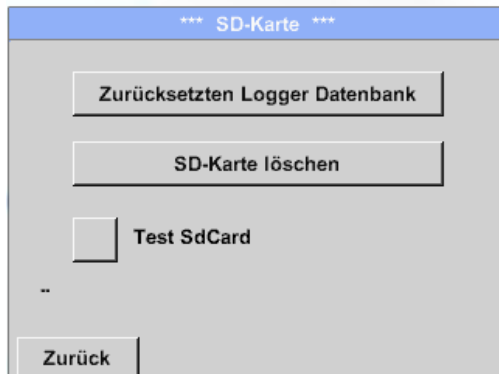 *** SD-Karte ***
Zurücksetzten Logger Datenbank
SD-Karte löschen
Test SdCard
--
Zurück